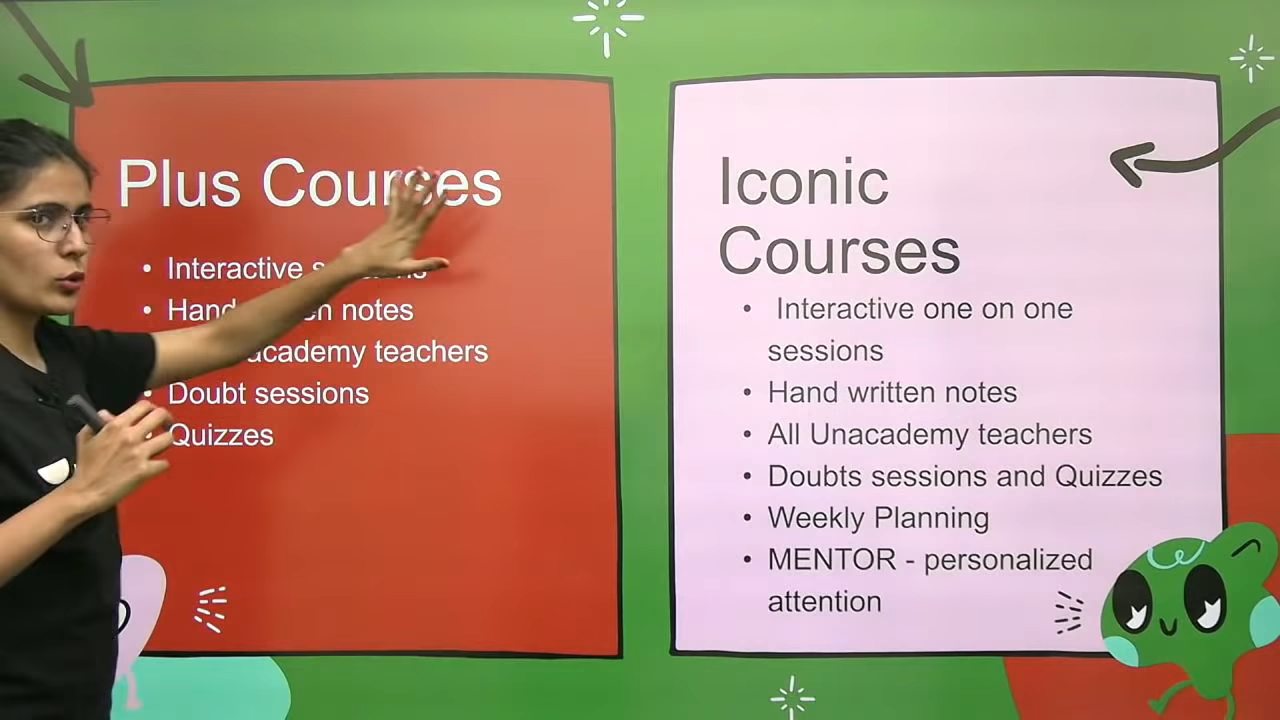 Plus Courses
• Interactive
• notes
Unacademy teachers
• Doubt sessions
• Quizzes
Iconic
Courses
• Interactive one on one
sessions
• Hand written notes
• All Unacademy teachers
• Doubts sessions and Quizzes
• Weekly Planning
• MENTOR - personalized
attention